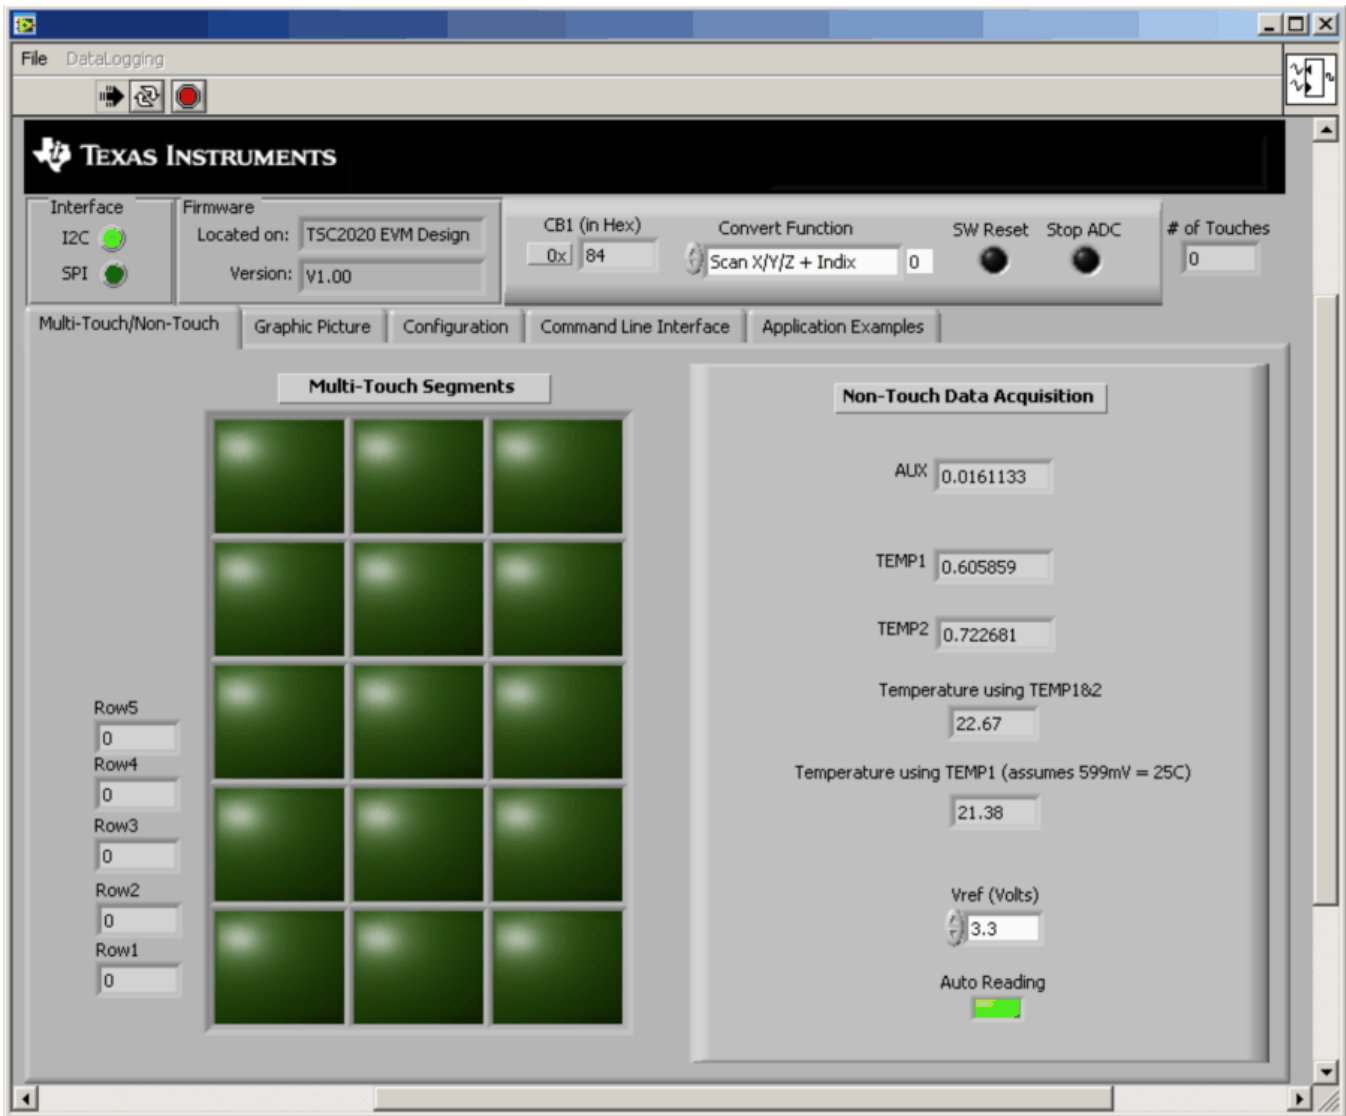 File DataLogging
TEXAS INSTRUMENTS
Interface
I2C
SPI
Firmware
Located on: TSC2020 EVM Design
Version: V1.00
CB1 (in Hex)
0x 84
Convert Function
Scan X/Y/Z + Indix 0
SW Reset
Stop ADC
# of Touches
0
Multi-Touch/Non-Touch Graphic Picture Configuration Command Line Interface Application Examples
Multi-Touch Segments
Row5
0
Row4
0
Row3
0
Row2
0
Row1
0
Non-Touch Data Acquisition
AUX 0.0161133
TEMP1 0.605859
TEMP2 0.722681
Temperature using TEMP1&2
22.67
Temperature using TEMP1 (assumes 599mV = 25C)
21.38
Vref (Volts)
3.3
Auto Reading